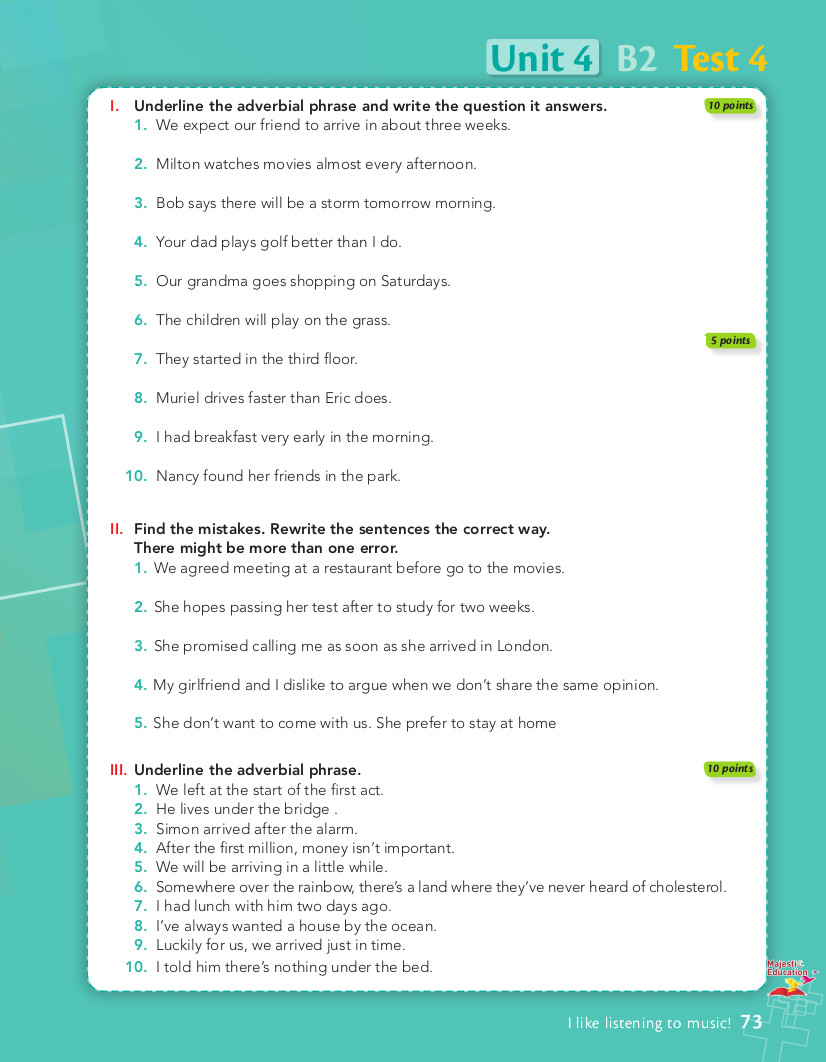 Unit 4 B2 Test 4
I. Underline the adverbial phrase and write the question it answers. 10 points
1. We expect our friend to arrive in about three weeks.
2. Milton watches movies almost every afternoon.
3. Bob says there will be a storm tomorrow morning.
4. Your dad plays golf better than I do.
5. Our grandma goes shopping on Saturdays.
6. The children will play on the grass.
5 points
7. They started in the third floor.
8. Muriel drives faster than Eric does.
9. I had breakfast very early in the morning.
10. Nancy found her friends in the park.
II. Find the mistakes. Rewrite the sentences the correct way.
There might be more than one error.
1. We agreed meeting at a restaurant before go to the movies.
2. She hopes passing her test after to study for two weeks.
3. She promised calling me as soon as she arrived in London.
4. My girlfriend and I dislike to argue when we don't share the same opinion.
5. She don't want to come with us. She prefer to stay at home
III. Underline the adverbial phrase. 10 points
1. We left at the start of the first act.
2. He lives under the bridge .
3. Simon arrived after the alarm.
4. After the first million, money isn't important.
5. We will be arriving in a little while.
6. Somewhere over the rainbow, there's a land where they've never heard of cholesterol.
7. I had lunch with him two days ago.
8. I've always wanted a house by the ocean.
9. Luckily for us, we arrived just in time.
10. I told him there's nothing under the bed.
Majestic
Education
I like listening to music! 73